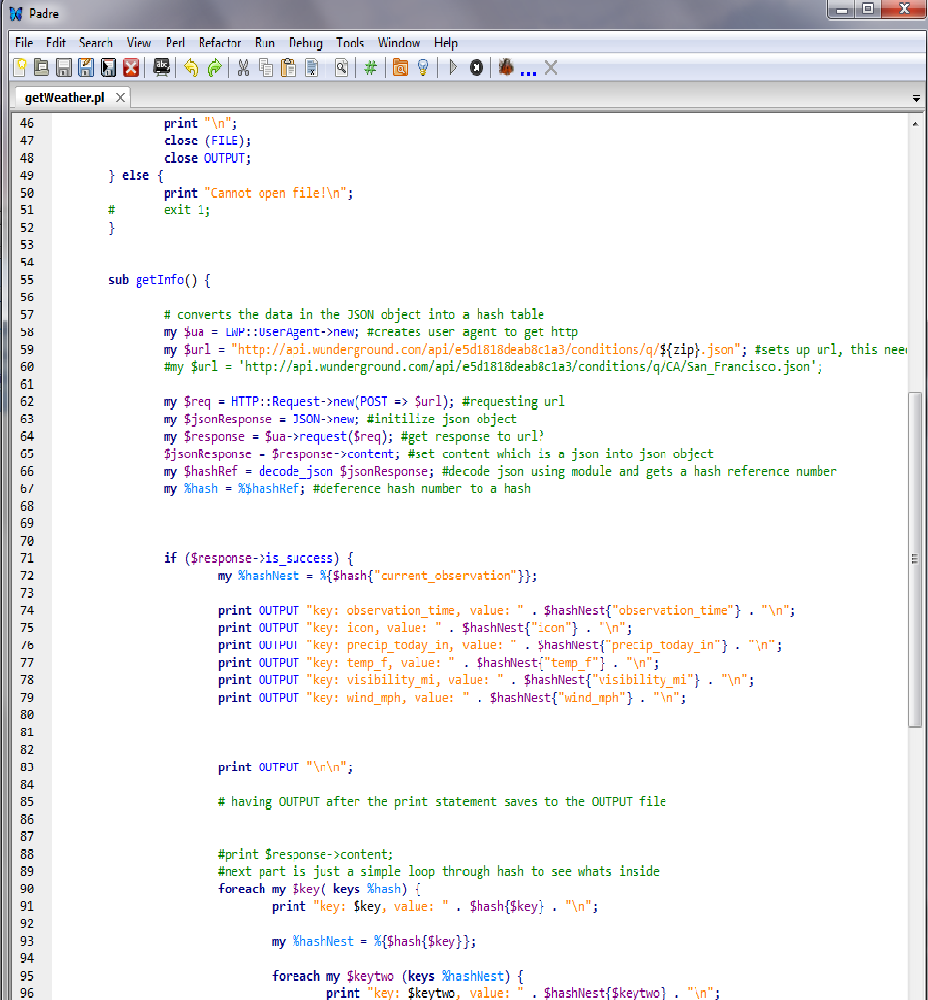 Padre
File Edit Search View Perl Refactor Run Debug Tools Window Help
getWeather.pl
46 print "\n";
47 close (FILE);
48 close OUTPUT;
49 } else {
50 print "Cannot open file!\n";
51 # exit 1;
52 }
53
54
55 sub getInfo() {
56
57 # converts the data in the JSON object into a hash table
58 my $ua = LWP::UserAgent->new; #creates user agent to get http
59 my $url = "http://api.wunderground.com/api/e5d1818deab8c1a3/conditions/q/${zip}.json"; #sets up url, this nee
60 #my $url = 'http://api.wunderground.com/api/e5d1818deab8c1a3/conditions/q/CA/San_Francisco.json';
61
62 my $req = HTTP::Request->new(POST => $url); #requesting url
63 my $jsonResponse = JSON->new; #initilize json object
64 my $response = $ua->request($req); #get response to url?
65 $jsonResponse = $response->content; #set content which is a json into json object
66 my $hashRef = decode_json $jsonResponse; #decode json using module and gets a hash reference number
67 my %hash = %$hashRef; #deference hash number to a hash
68
69
70
71 if ($response->is_success) {
72 my %hashNest = %{$hash{"current_observation"}};
73
74 print OUTPUT "key: observation_time, value: " . $hashNest{"observation_time"} . "\n";
75 print OUTPUT "key: icon, value: " . $hashNest{"icon"} . "\n";
76 print OUTPUT "key: precip_today_in, value: " . $hashNest{"precip_today_in"} . "\n";
77 print OUTPUT "key: temp_f, value: " . $hashNest{"temp_f"} . "\n";
78 print OUTPUT "key: visibility_mi, value: " . $hashNest{"visibility_mi"} . "\n";
79 print OUTPUT "key: wind_mph, value: " . $hashNest{"wind_mph"} . "\n";
80
81
82
83 print OUTPUT "\n\n";
84
85 # having OUTPUT after the print statement saves to the OUTPUT file
86
87
88 #print $response->content;
89 #next part is just a simple loop through hash to see whats inside
90 foreach my $key( keys %hash) {
91 print "key: $key, value: " . $hash{$key} . "\n";
92
93 my %hashNest = %{$hash{$key}};
94
95 foreach my $keytwo (keys %hashNest) {
96 print "key: $keytwo, value: " . $hashNest{$keytwo} . "\n";